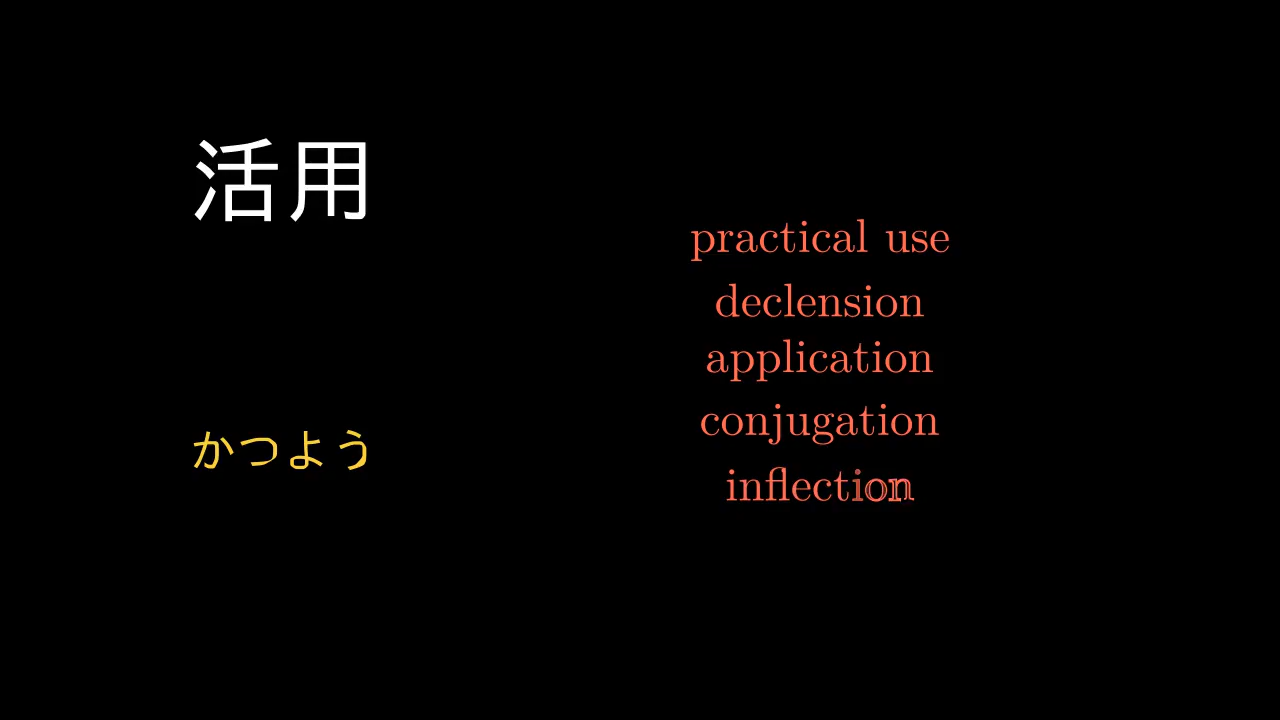 活用
かつよう
practical use
declension
application
conjugation
inflection